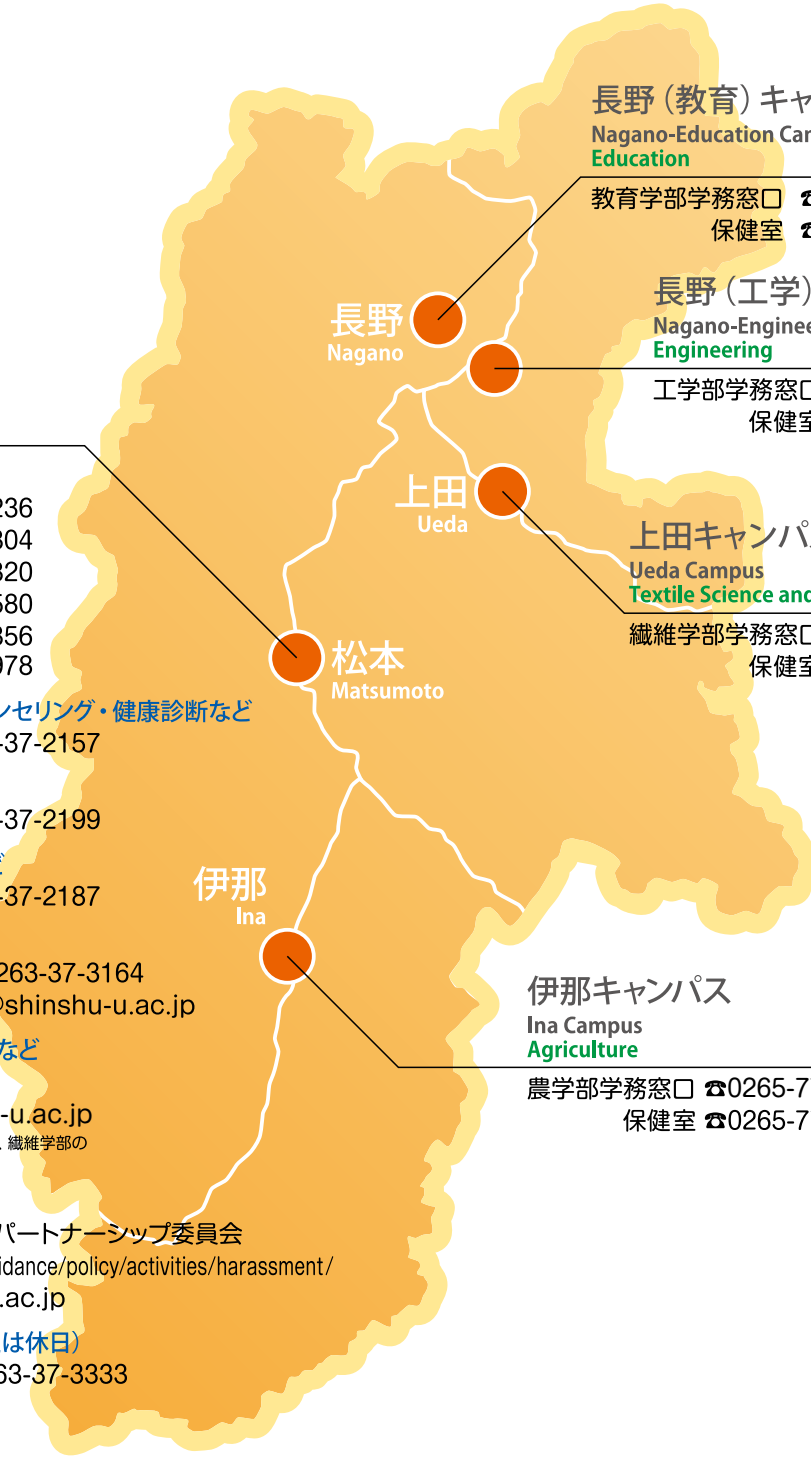 長野（教育）キャ
Nagano-Education Cam
Education
教育学部学務窓口 ☎
保健室 ☎
長野（工学）
Nagano-Enginee
Engineering
工学部学務窓口
保健室
長野
Nagano
上田
Ueda
上田キャンパス
Ueda Campus
Textile Science and
繊維学部学務窓口
保健室
236
304
320
580
356
978
松本
Matsumoto
ンセリング・健康診断など
-37-2157
-37-2199
ど
-37-2187
伊那
Ina
263-37-3164
@shinshu-u.ac.jp
など
-u.ac.jp
、繊維学部の
伊那キャンパス
Ina Campus
Agriculture
農学部学務窓口 ☎0265-7
保健室 ☎0265-7
パートナーシップ委員会
idance/policy/activities/harassment/
.ac.jp
は休日）
63-37-3333